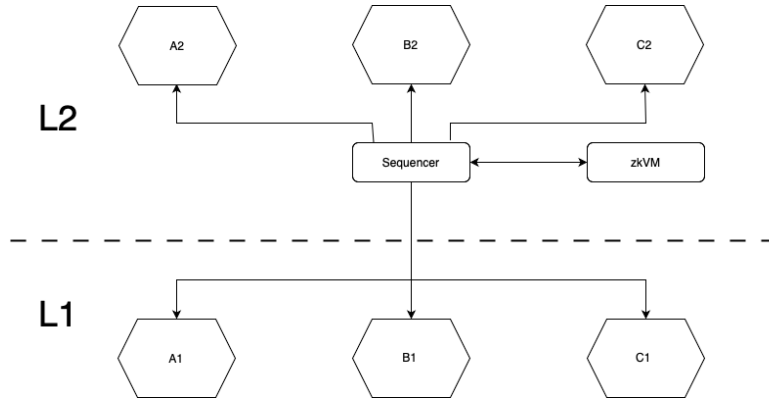 A2
B2
C2
L2
Sequencer
zkVM
L1
A1
B1
C1